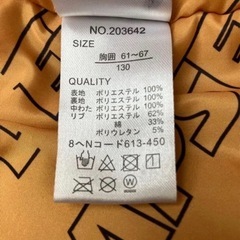 NO.203642
SIZE
胸囲 61〜67
130
QUALITY
表地 ポリエステル 100%
裏地 ポリエステル 100%
中わた ポリエステル 100%
リブ ポリエステル 62%
綿 33%
ポリウレタン 5%
8ヘNコード613-450